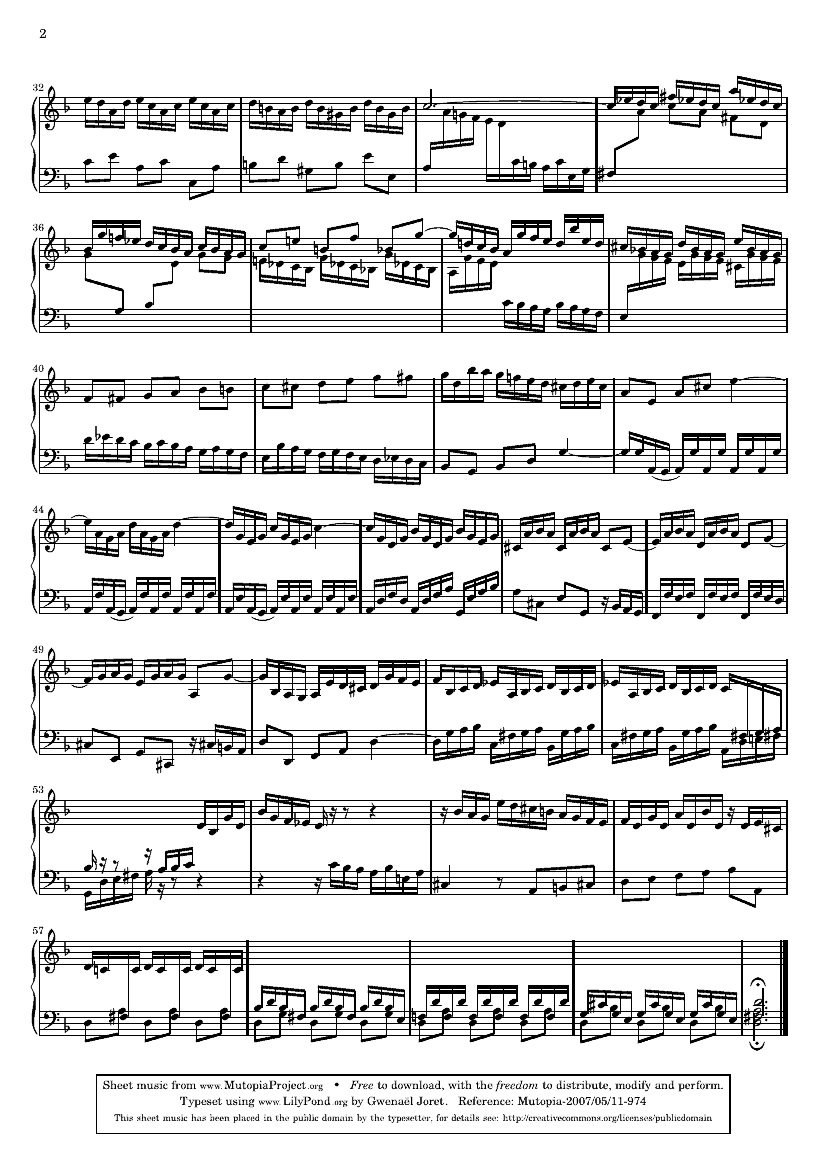 2
32
36
40
44
49
53
57
Sheet music from www.MutopiaProject.org • Free to download, with the freedom to distribute, modify and perform.
Typeset using www.LilyPond.org by Gwenaël Joret. Reference: Mutopia-2007/05/11-974
This sheet music has been placed in the public domain by the typesetter, for details see: http://creativecommons.org/licenses/publicdomain